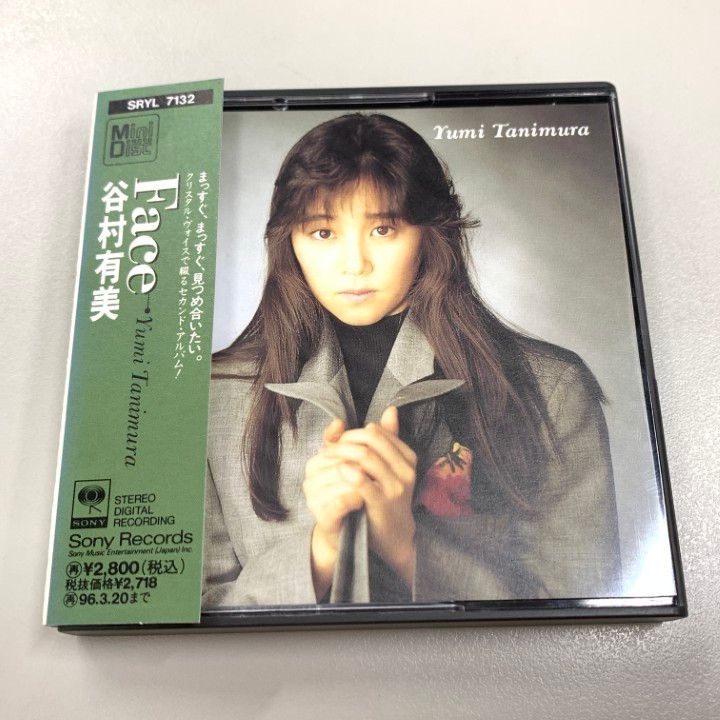 SRYL 7132
Mini Disc
Face
Yumi Tanimura
谷村有美
まっすぐ、まっすぐ、見つめ合いたい。
クリスタル・ヴォイスで綴るセカンド・アルバム!
SONY
STEREO
DIGITAL
RECORDING
Sony Records
Sony Music Entertainment (Japan) Inc.
再¥2,800(税込)
税抜価格¥2,718
再96.3.20まで
Yumi Tanimura